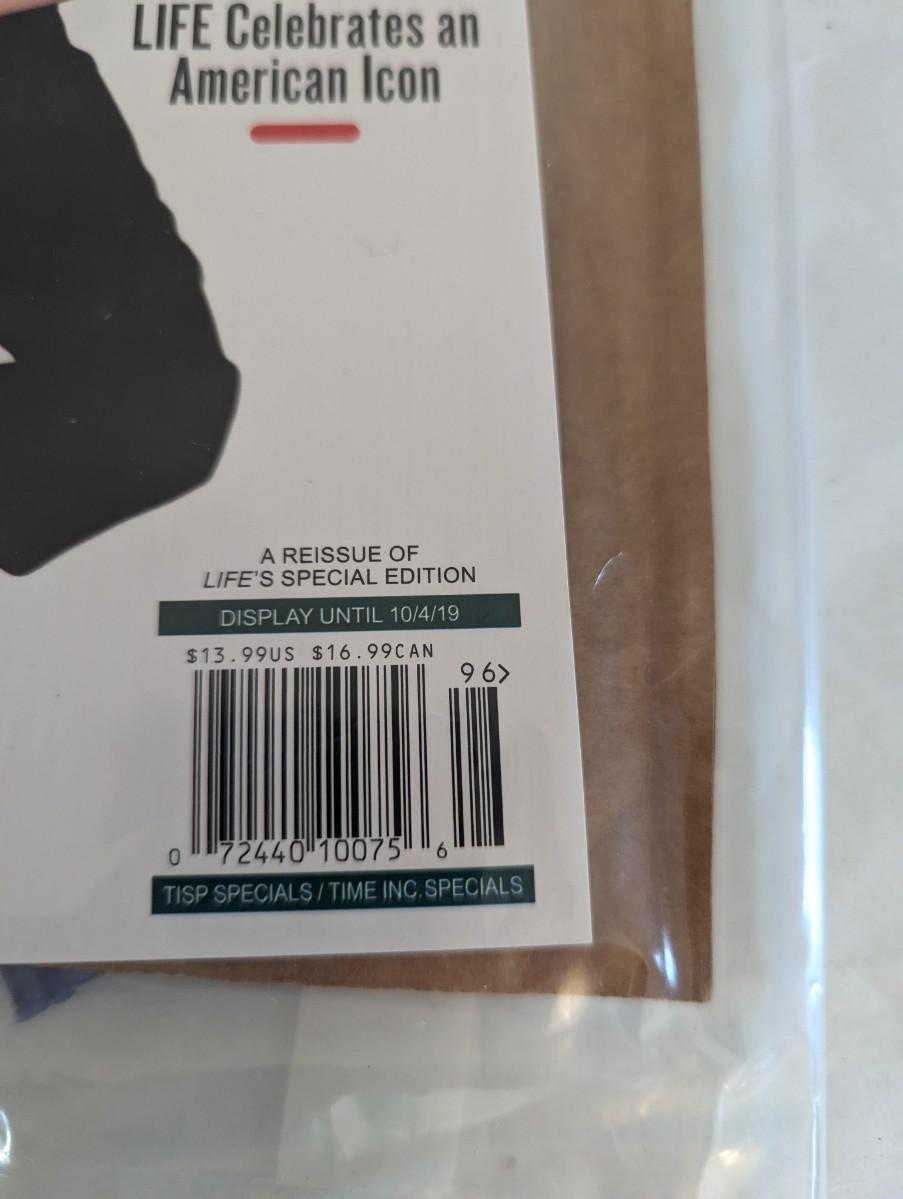 LIFE Celebrates an
American Icon
A REISSUE OF
LIFE'S SPECIAL EDITION
DISPLAY UNTIL 10/4/19
$13.99US $16.99CAN
96>
0 72440 10075 6
TISP SPECIALS / TIME INC.SPECIALS